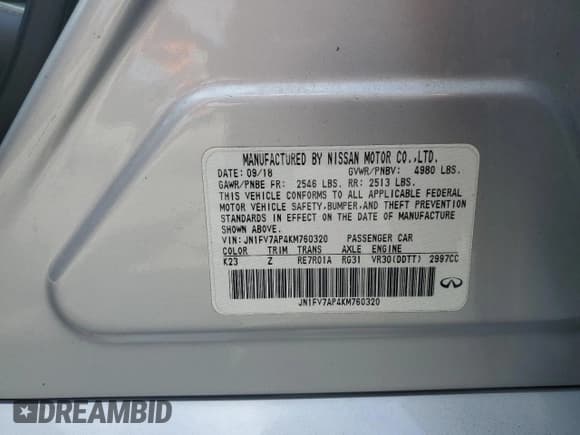 MANUFACTURED BY NISSAN MOTOR CO.,LTD.
DATE: 09/18 GVWR/PNBV: 4980 LBS.
GAWR/PNBE FR: 2546 LBS. RR: 2513 LBS.
THIS VEHICLE CONFORMS TO ALL APPLICABLE FEDERAL
MOTOR VEHICLE SAFETY,BUMPER,AND THEFT PREVENTION
STANDARDS IN EFFECT ON THE DATE OF MANUFACTURE
SHOWN ABOVE.
VIN: JN1FV7AP4KM760320 PASSENGER CAR
COLOR TRIM TRANS AXLE ENGINE
K23 Z RE7R01A RG31 VR30(DDTT) 2997CC
JN1FV7AP4KM760320
DREAMBID